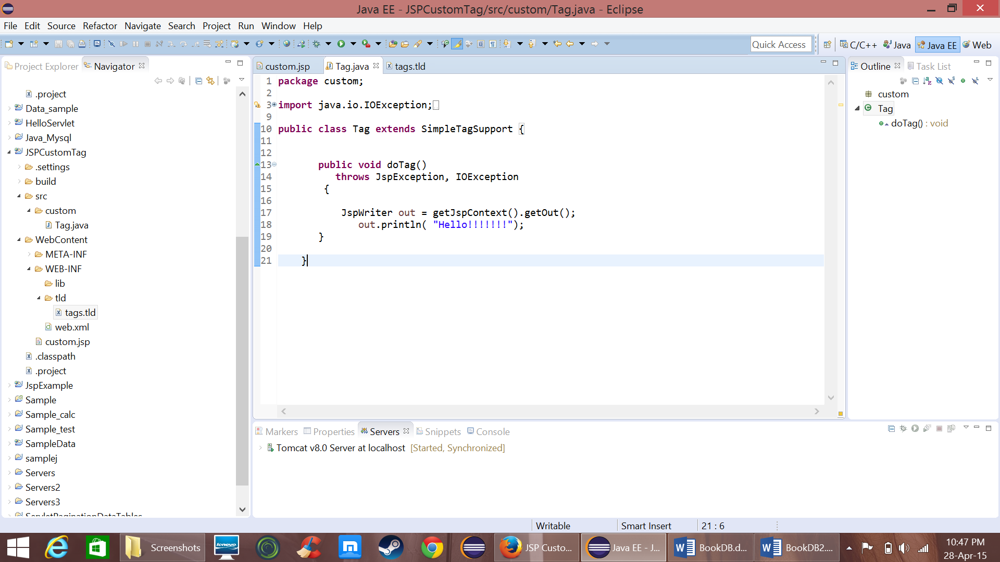 Java EE - JSPCustomTag/src/custom/Tag.java - Eclipse
File Edit Source Refactor Navigate Search Project Run Window Help
Quick Access C/C++ Java Java EE Web
Project Explorer Navigator
.project
Data_sample
HelloServlet
Java_Mysql
JSPCustomTag
.settings
build
src
custom
Tag.java
WebContent
META-INF
WEB-INF
lib
tld
tags.tld
web.xml
custom.jsp
.classpath
.project
JspExample
Sample
Sample_calc
Sample_test
SampleData
samplej
Servers
Servers2
Servers3
ServletPaginationDataTables
custom.jsp Tag.java tags.tld
1 package custom;
2
3 import java.io.IOException;
9
10 public class Tag extends SimpleTagSupport {
11
12
13 public void doTag()
14 throws JspException, IOException
15 {
16
17 JspWriter out = getJspContext().getOut();
18 out.println( "Hello!!!!!!!");
19 }
20
21 }
Outline Task List
custom
Tag
doTag() : void
Markers Properties Servers Snippets Console
Tomcat v8.0 Server at localhost [Started, Synchronized]
Writable Smart Insert 21 : 6
Screenshots
lenovo
JSP Custo...
Java EE - J...
BookDB.d...
BookDB2....
10:47 PM
28-Apr-15